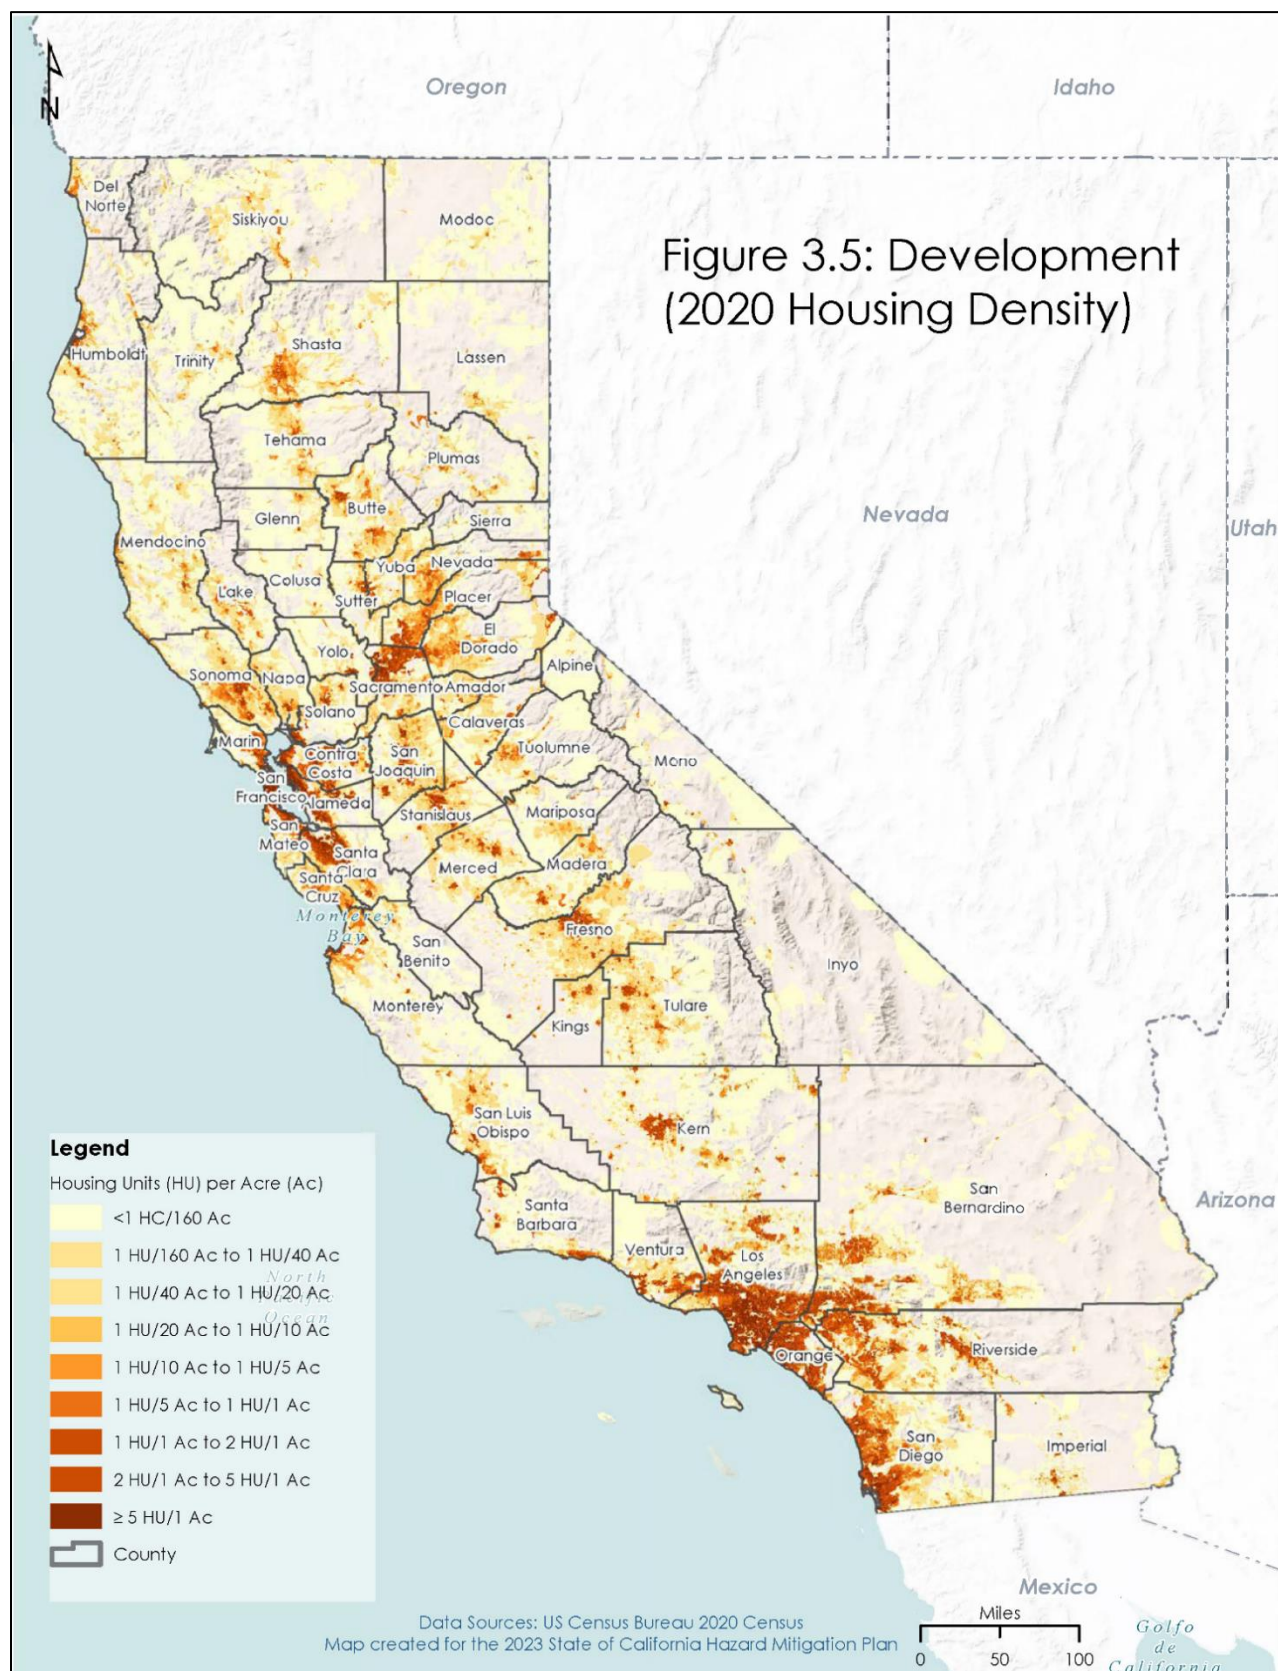 Oregon
Idaho
N
Del
Norte
Siskiyou
Modoc
Figure 3.5: Development
(2020 Housing Density)
Humboldt
Trinity
Shasta
Lassen
Tehama
Plumas
Nevada
Utah
Glenn
Butte
Sierra
Mendocino
Lake
Colusa
Yuba
Nevada
Sutter
Placer
El
Dorado
Yolo
Alpine
Sonoma
Napa
Sacramento
Amador
Solano
Calaveras
Marin
Contra
Costa
San
Joaquin
Tuolumne
Mono
San
Francisco
Alameda
Stanislaus
Mariposa
San
Mateo
Santa
Clara
Merced
Madera
Santa
Cruz
Monterey
Bay
Fresno
San
Benito
Inyo
Monterey
Kings
Tulare
San Luis
Obispo
Kern
San
Bernardino
Arizona
Santa
Barbara
Ventura
Los
Angeles
Orange
Riverside
San
Diego
Imperial
Legend
Housing Units (HU) per Acre (Ac)
<1 HC/160 Ac
1 HU/160 Ac to 1 HU/40 Ac
1 HU/40 Ac to 1 HU/20 Ac
1 HU/20 Ac to 1 HU/10 Ac
1 HU/10 Ac to 1 HU/5 Ac
1 HU/5 Ac to 1 HU/1 Ac
1 HU/1 Ac to 2 HU/1 Ac
2 HU/1 Ac to 5 HU/1 Ac
≥ 5 HU/1 Ac
County
North
Pacific
Ocean
Mexico
Data Sources: US Census Bureau 2020 Census
Map created for the 2023 State of California Hazard Mitigation Plan
Miles
0 50 100
Golfo
de
California